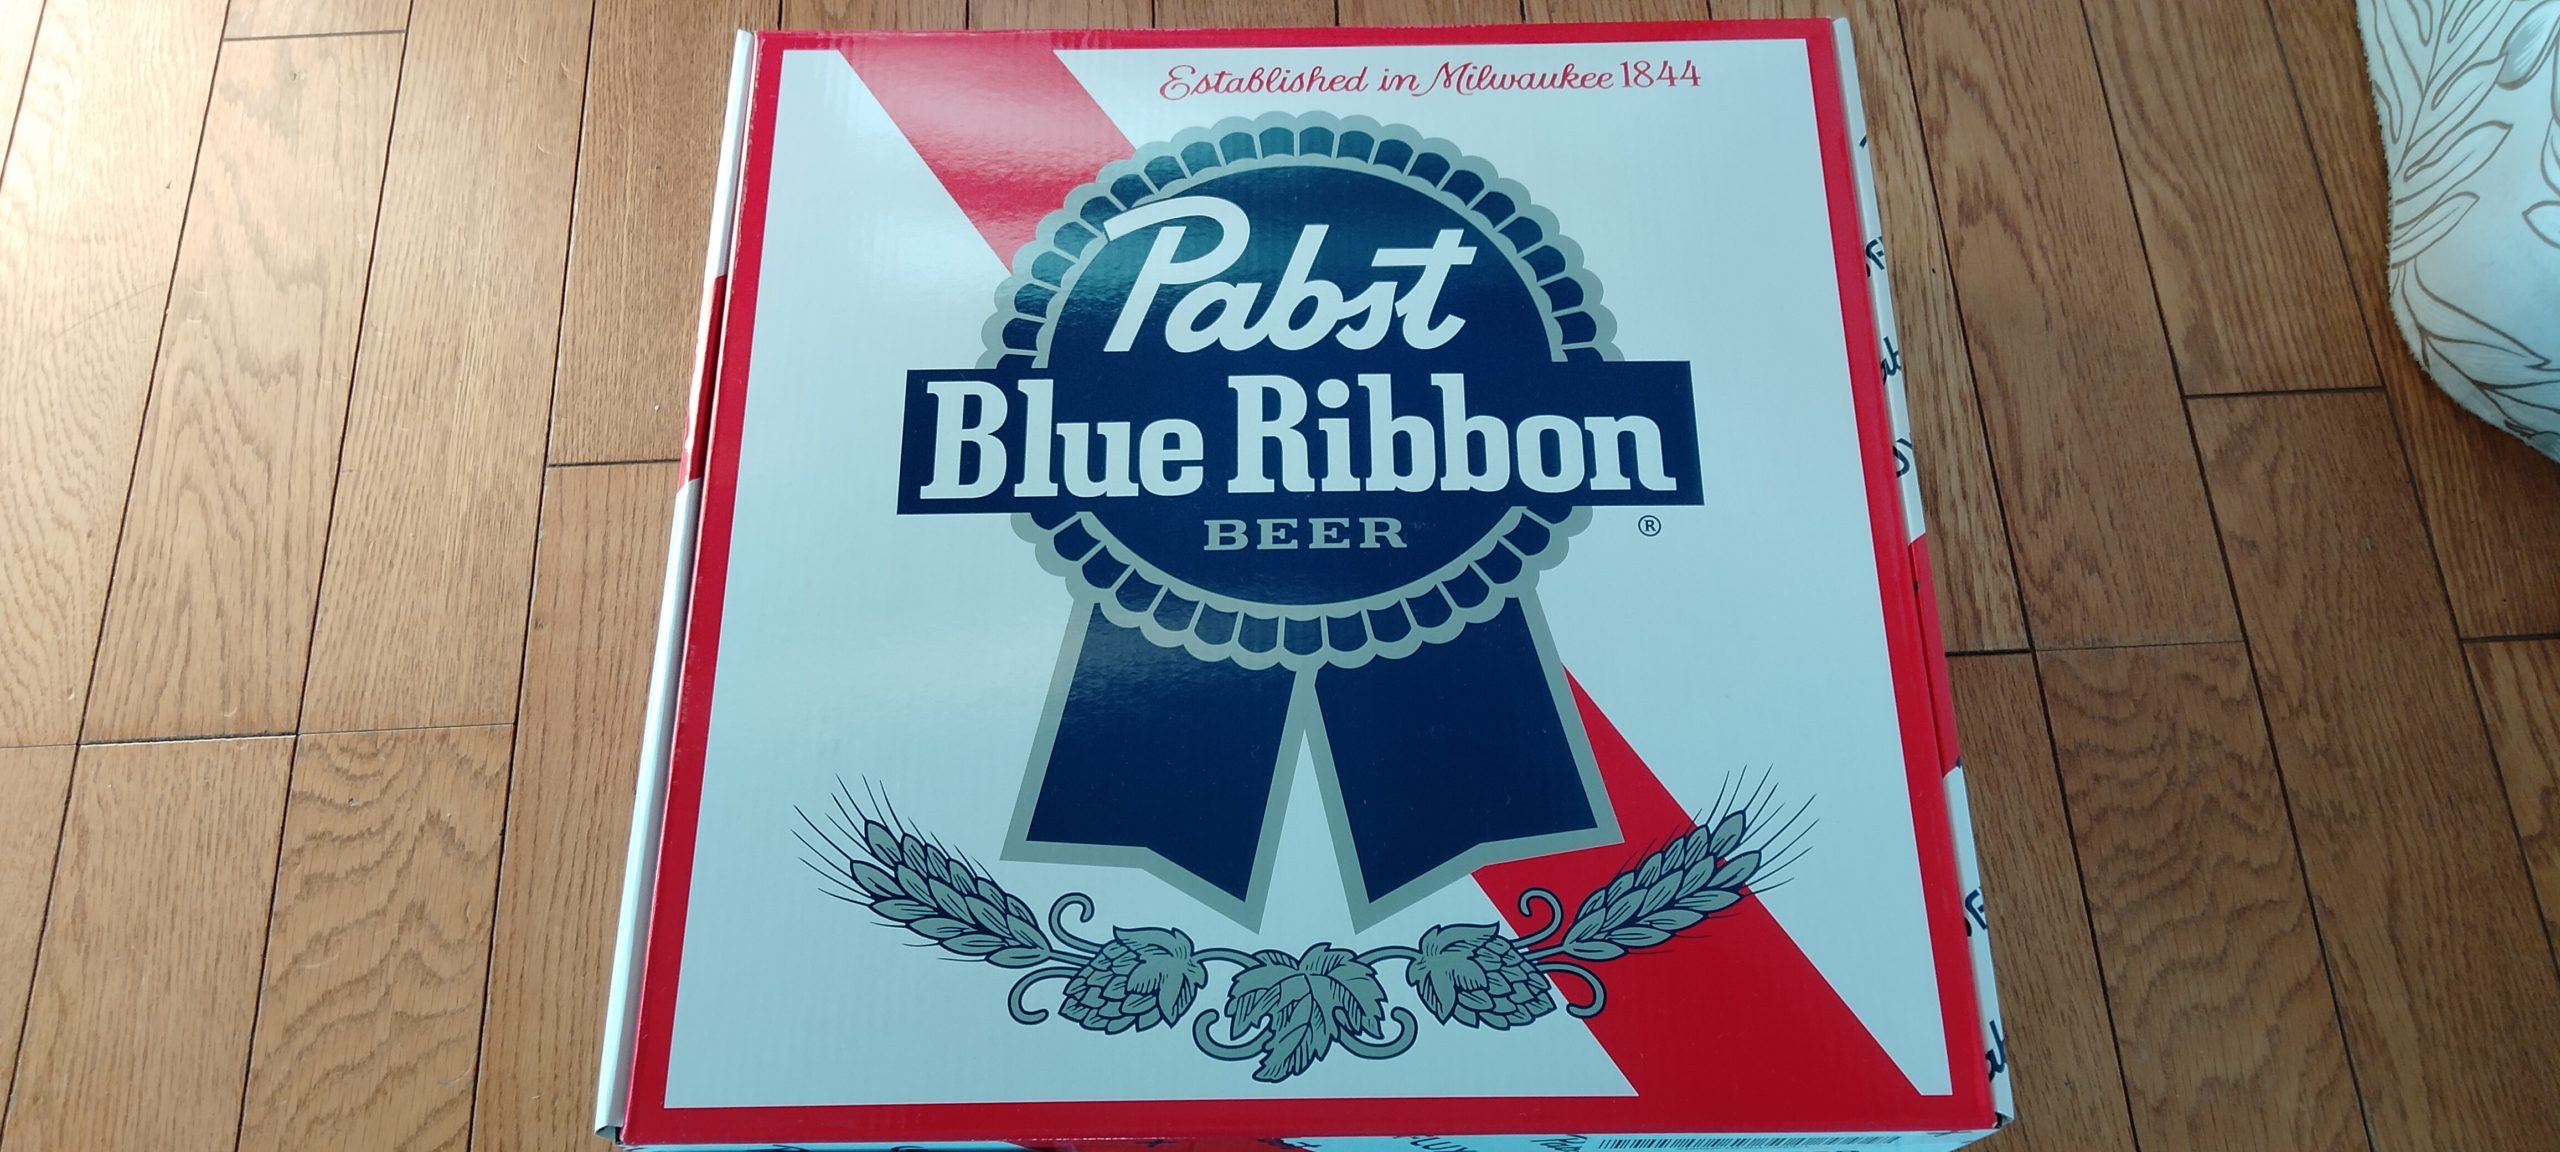 Established in Milwaukee 1844
Pabst
Blue Ribbon
BEER
®